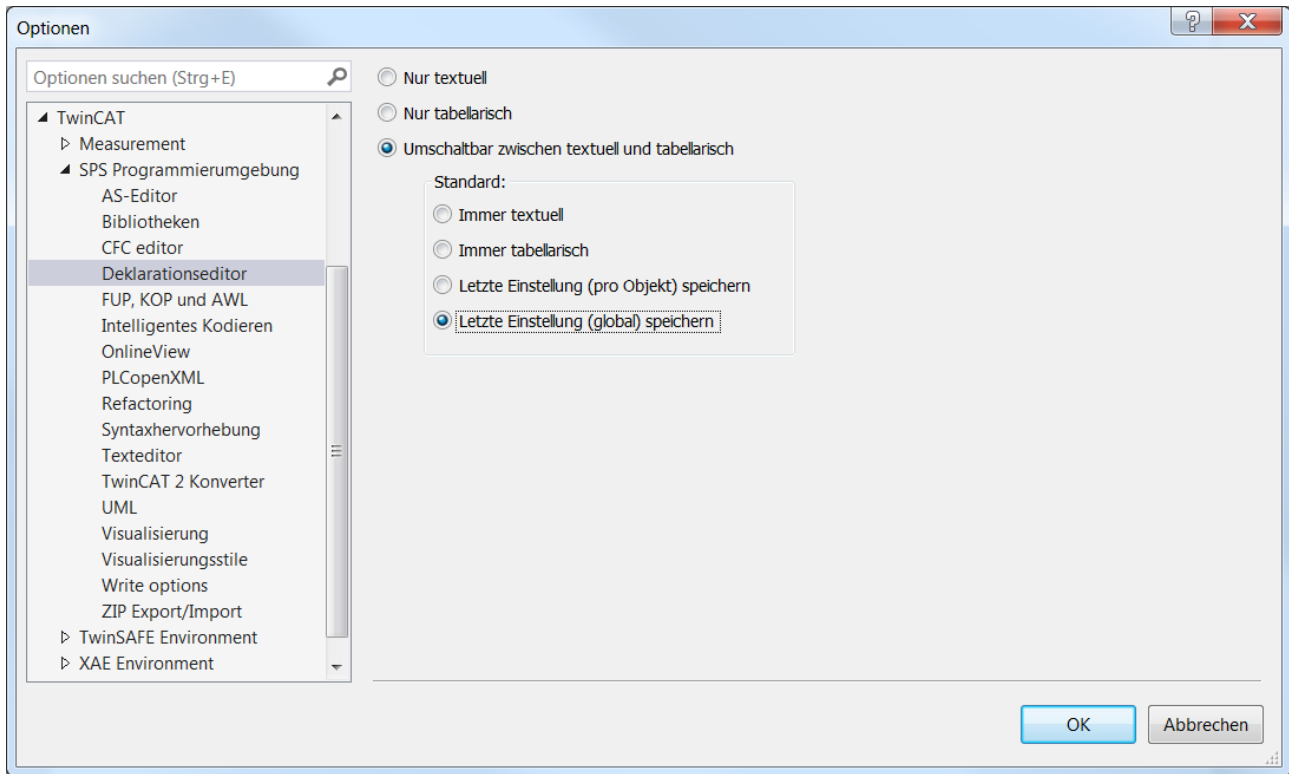 Optionen
Optionen suchen (Strg+E)
TwinCAT
Measurement
SPS Programmierumgebung
AS-Editor
Bibliotheken
CFC editor
Deklarationseditor
FUP, KOP und AWL
Intelligentes Kodieren
OnlineView
PLCopenXML
Refactoring
Syntaxhervorhebung
Texteditor
TwinCAT 2 Konverter
UML
Visualisierung
Visualisierungsstile
Write options
ZIP Export/Import
TwinSAFE Environment
XAE Environment
Nur textuell
Nur tabellarisch
Umschaltbar zwischen textuell und tabellarisch
Standard:
Immer textuell
Immer tabellarisch
Letzte Einstellung (pro Objekt) speichern
Letzte Einstellung (global) speichern
OK
Abbrechen